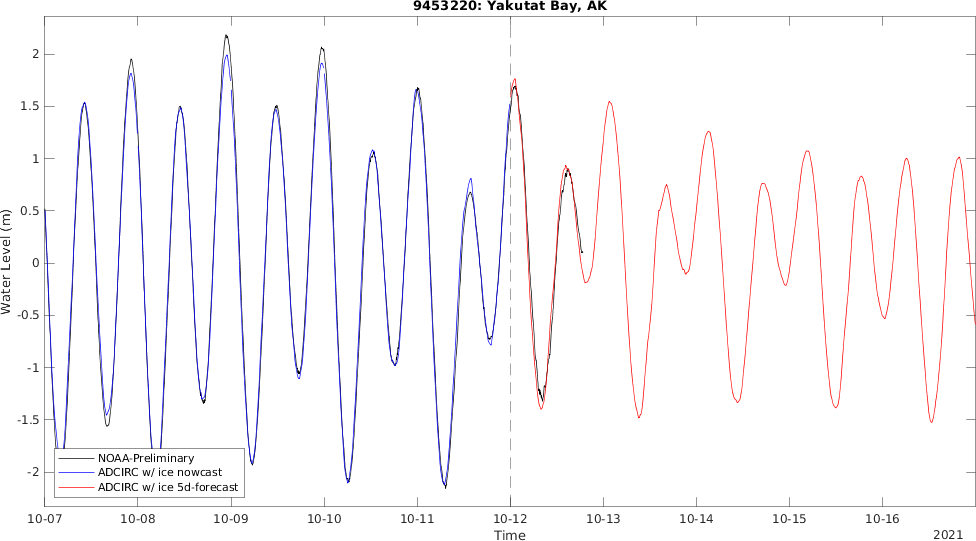 9453220: Yakutat Bay, AK
Water Level (m)
2
1.5
1
0.5
0
-0.5
-1
-1.5
-2
NOAA-Preliminary
ADCIRC w/ ice nowcast
ADCIRC w/ ice 5d-forecast
10-07 10-08 10-09 10-10 10-11 10-12 10-13 10-14 10-15 10-16
Time
2021